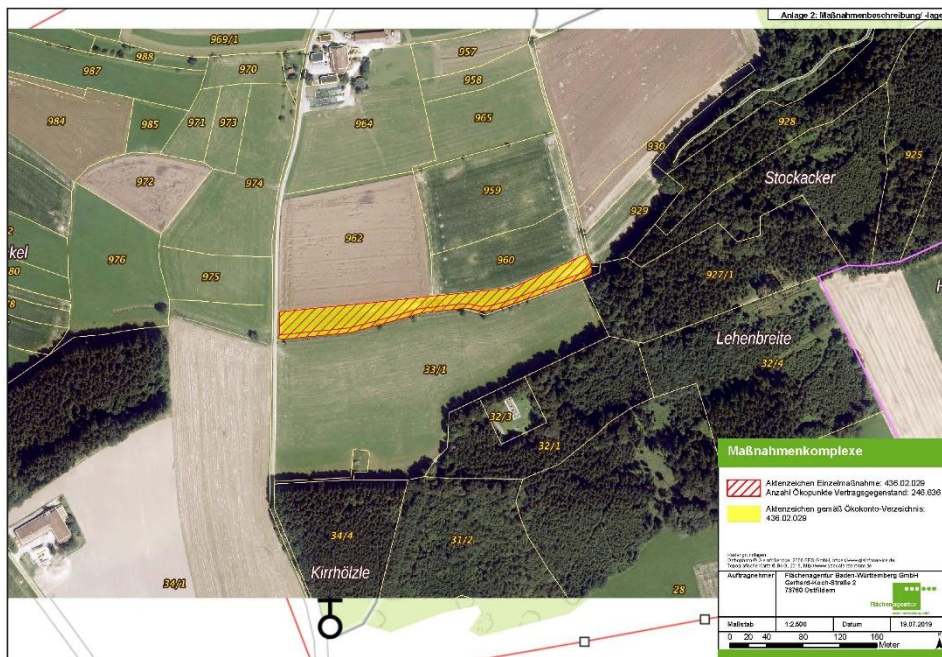 Anlage 2: Maßnahmenbeschreibung/ -lage
969/1
988
987
970
957
958
984
985
971
973
964
965
930
928
925
Stockacker
972
974
959
929
962
kel
976
980
975
960
927/1
H
Lehenbreite
32/4
33/1
32/3
32/1
34/4
31/2
Kirrhölzle
34/1
28
Maßnahmenkomplexe
Aktenzeichen Einzelmaßnahme: 436.02.029
Anzahl Ökopunkte Vertragsgegenstand: 246.636
Aktenzeichen gemäß Ökokonto-Verzeichnis:
436.02.029
Auftragnehmer
Flächenagentur Baden-Württemberg GmbH
Gerhard-Koch-Straße 2
73760 Ostfildern
Flächenagentur
Maßstab 1:2.500 Datum 19.07.2019
0 20 40 80 120 160
Meter